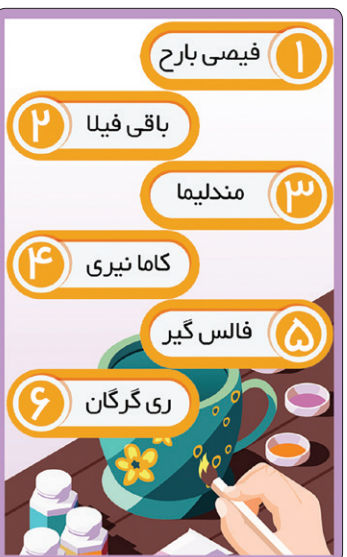 ۱ فیصی بارح
۲ باقی فیلا
۳ مندلیما
۴ کاما نیری
۵ فالس گیر
۶ ری گرگان